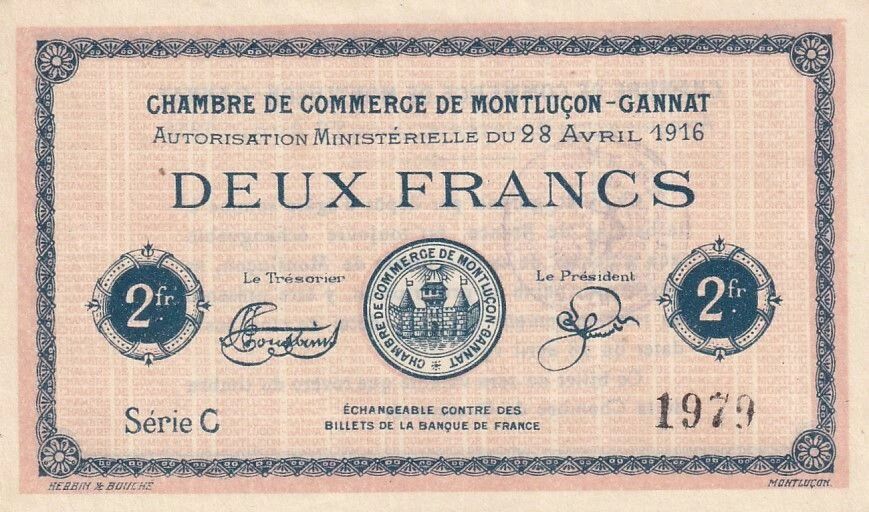 CHAMBRE DE COMMERCE DE MONTLUÇON-GANNAT
AUTORISATION MINISTÉRIELLE DU 28 AVRIL 1916
DEUX FRANCS
2fr.
Le Trésorier
CHAMBRE DE COMMERCE DE MONTLUÇON-GANNAT
Le Président
2fr.
Série C
ÉCHANGEABLE CONTRE DES
BILLETS DE LA BANQUE DE FRANCE
1979
HERBIN & BOUCHÉ
MONTLUÇON